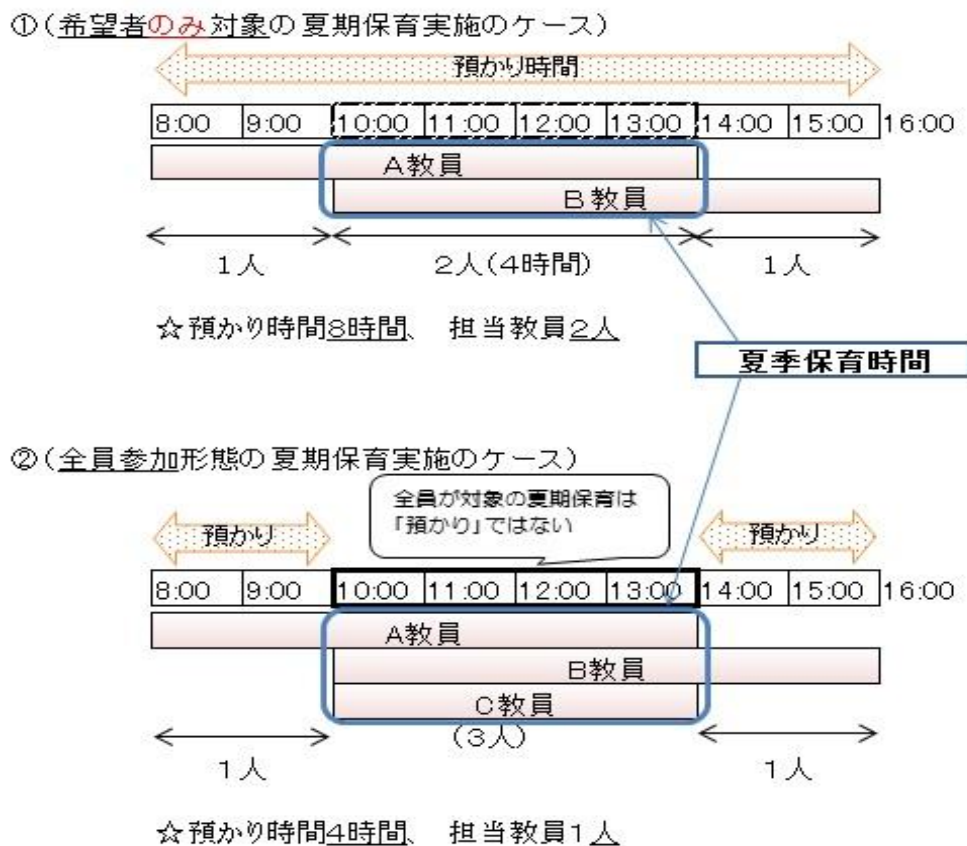 ①(希望者のみ対象の夏期保育実施のケース)
預かり時間
8:00 9:00 10:00 11:00 12:00 13:00 14:00 15:00 16:00
A教員
B教員
1人 2人(4時間) 1人
☆預かり時間8時間、 担当教員2人
夏季保育時間
②(全員参加形態の夏期保育実施のケース)
全員が対象の夏期保育は
「預かり」ではない
預かり 預かり
8:00 9:00 10:00 11:00 12:00 13:00 14:00 15:00 16:00
A教員
B教員
C教員
(3人)
1人 1人
☆預かり時間4時間、 担当教員1人